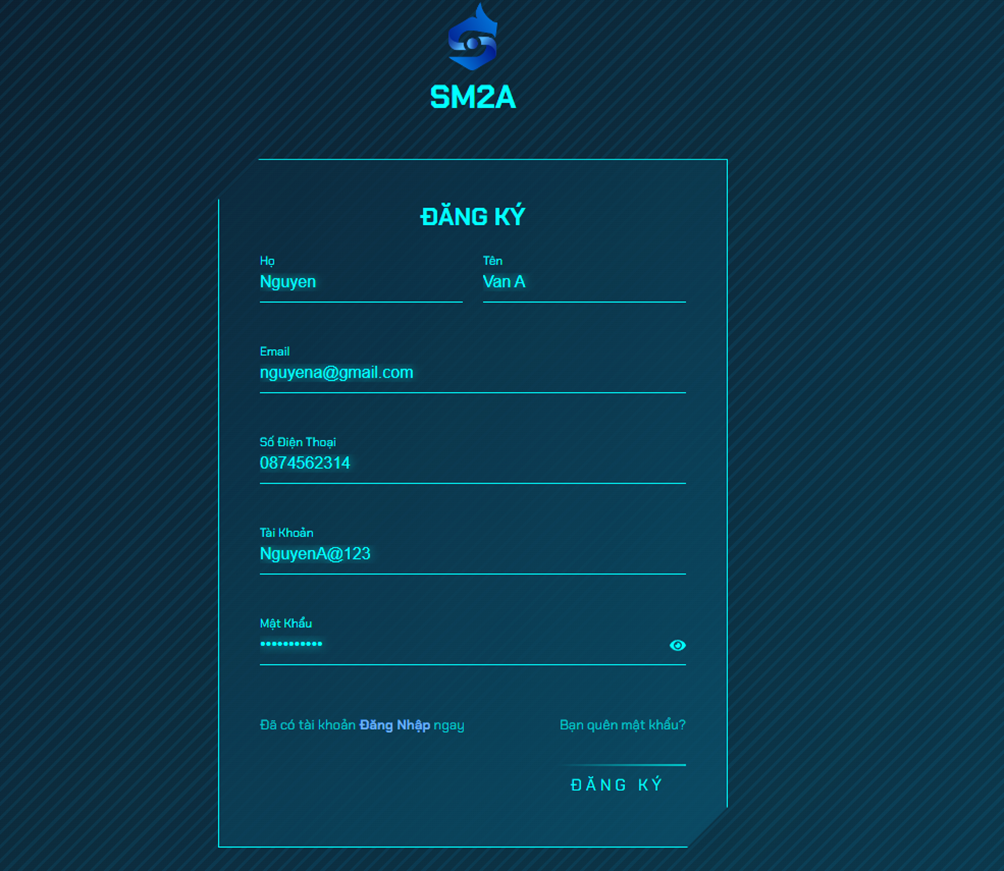 SM2A
ĐĂNG KÝ
Họ Tên
Nguyen Van A
Email
nguyena@gmail.com
Số Điện Thoại
0874562314
Tài Khoản
NguyenA@123
Mật Khẩu
•••••••••••
Đã có tài khoản Đăng Nhập ngay Bạn quên mật khẩu?
ĐĂNG KÝ